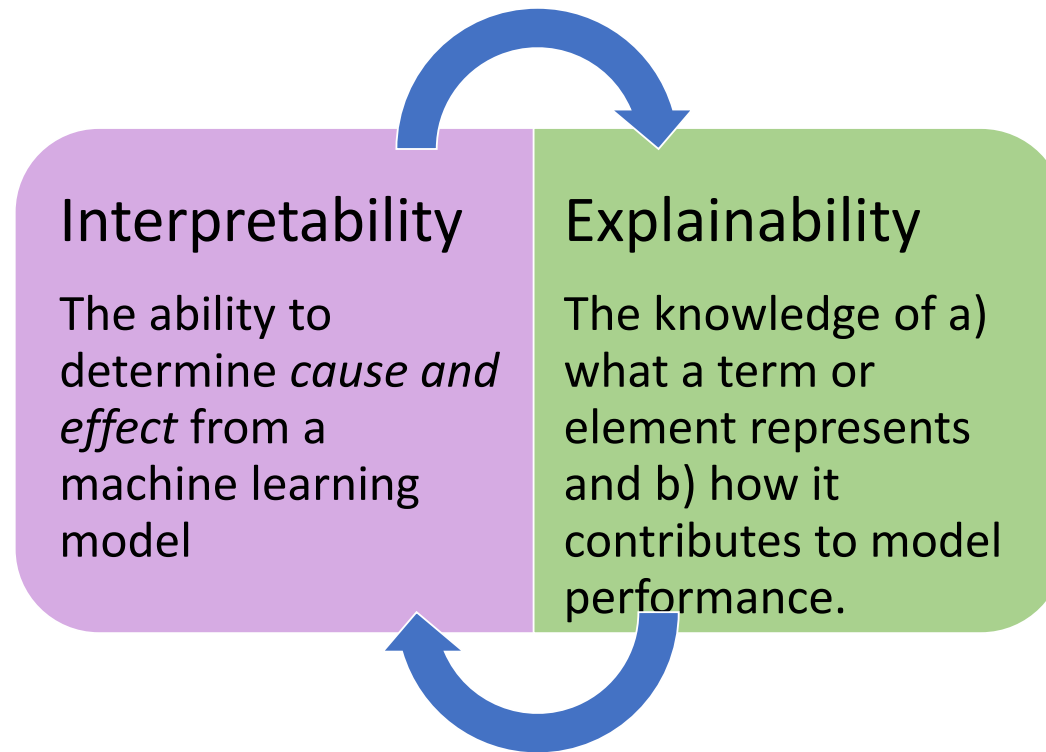 Interpretability
The ability to
determine cause and
effect from a
machine learning
model
Explainability
The knowledge of a)
what a term or
element represents
and b) how it
contributes to model
performance.